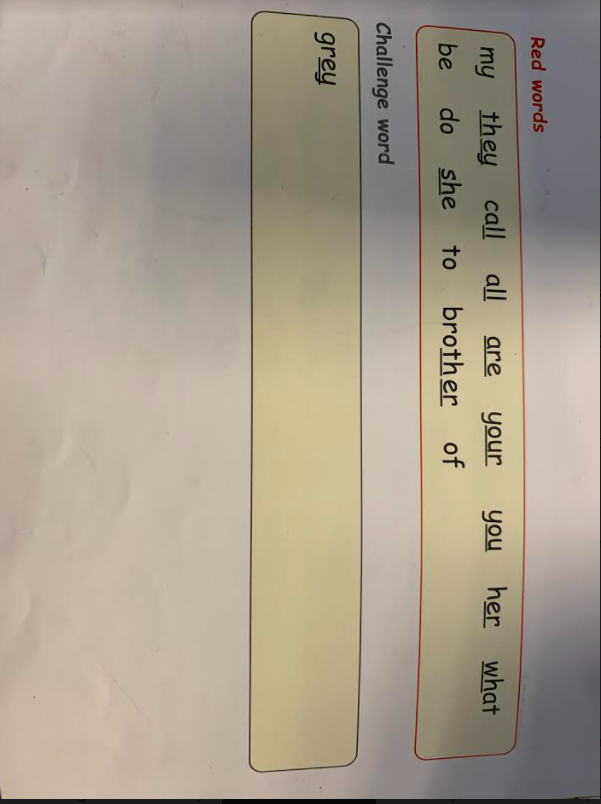 Red words
my they call all are your you her what
be do she to brother of
Challenge word
grey